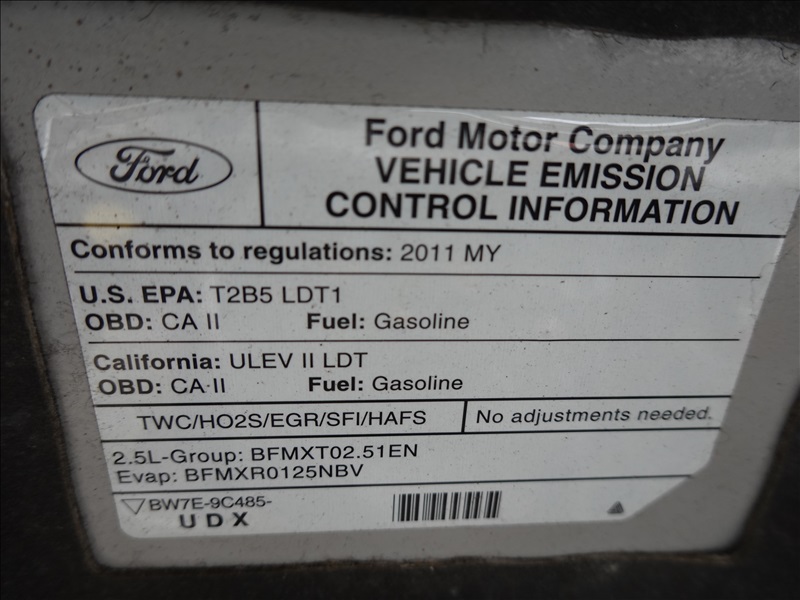 Ford
Ford Motor Company
VEHICLE EMISSION
CONTROL INFORMATION
Conforms to regulations: 2011 MY
U.S. EPA: T2B5 LDT1
OBD: CA II Fuel: Gasoline
California: ULEV II LDT
OBD: CA II Fuel: Gasoline
TWC/HO2S/EGR/SFI/HAFS No adjustments needed.
2.5L-Group: BFMXT02.51EN
Evap: BFMXR0125NBV
BW7E-9C485-
UDX